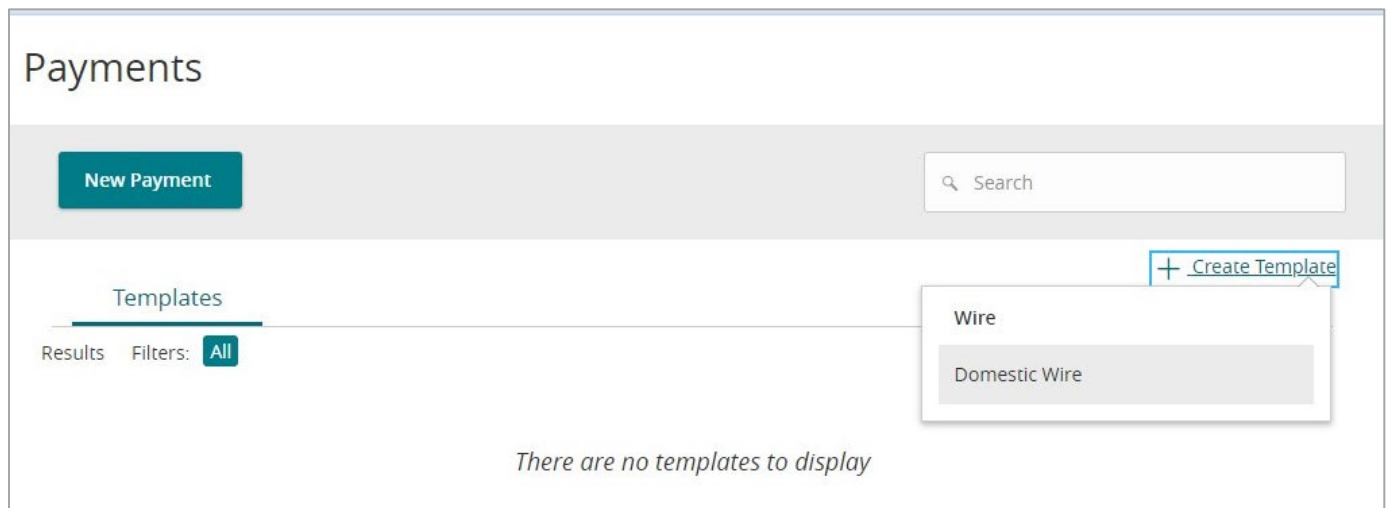 Payments
New Payment
Search
+ Create Template
Templates
Wire
Results Filters: All
Domestic Wire
There are no templates to display